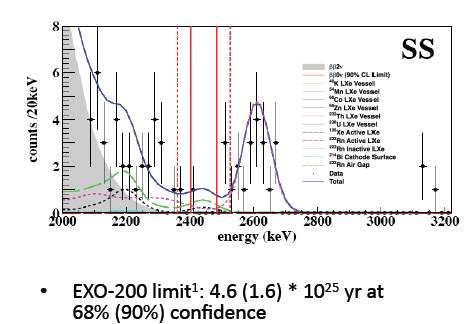 8
SS
ββ2ν
ββ0ν (90% CL Limit)
⁴⁰K LXe Vessel
⁵⁴Mn LXe Vessel
⁶⁰Co LXe Vessel
⁶⁵Zn LXe Vessel
²³²Th LXe Vessel
²³⁸U LXe Vessel
¹³⁵Xe Active LXe
²²²Rn Active LXe
²²²Rn Inactive LXe
²¹⁴Bi Cathode Surface
²²²Rn Air Gap
Data
Total
6
4
2
0
counts /20keV
2000 2200 2400 2600 2800 3000 3200
energy (keV)
• EXO-200 limit¹: 4.6 (1.6) * 10²⁵ yr at
68% (90%) confidence